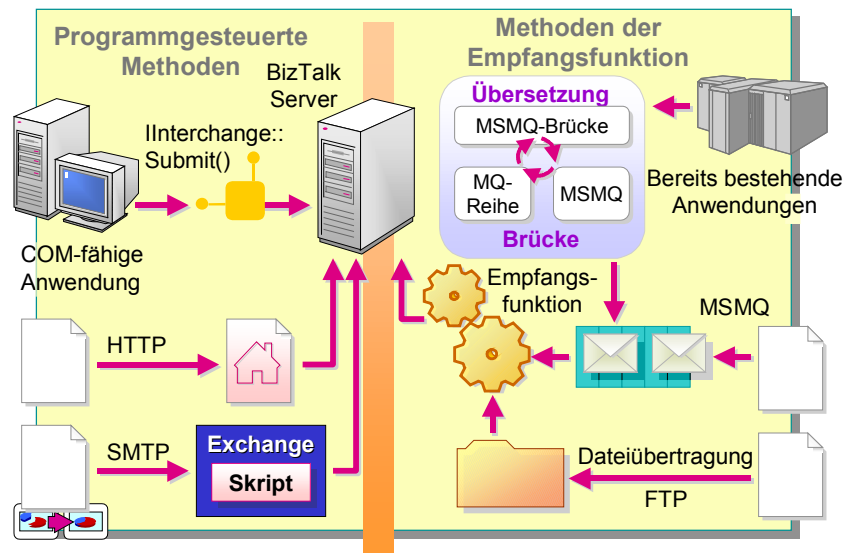 Programmgesteuerte
Methoden
BizTalk
Server
IInterchange::
Submit()
COM-fähige
Anwendung
HTTP
SMTP
Exchange
Skript
Methoden der
Empfangsfunktion
Übersetzung
MSMQ-Brücke
MQ-
Reihe
MSMQ
Brücke
Bereits bestehende
Anwendungen
Empfangs-
funktion
MSMQ
Dateiübertragung
FTP